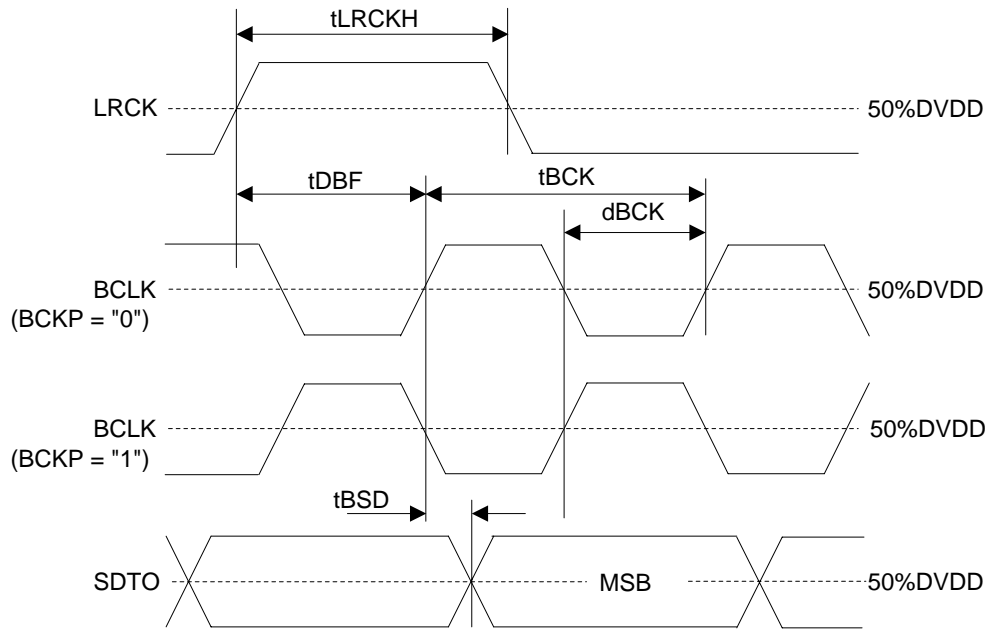 tLRCKH
LRCK
50%DVDD
tDBF
tBCK
dBCK
BCLK
(BCKP = "0")
50%DVDD
BCLK
(BCKP = "1")
50%DVDD
tBSD
SDTO
MSB
50%DVDD